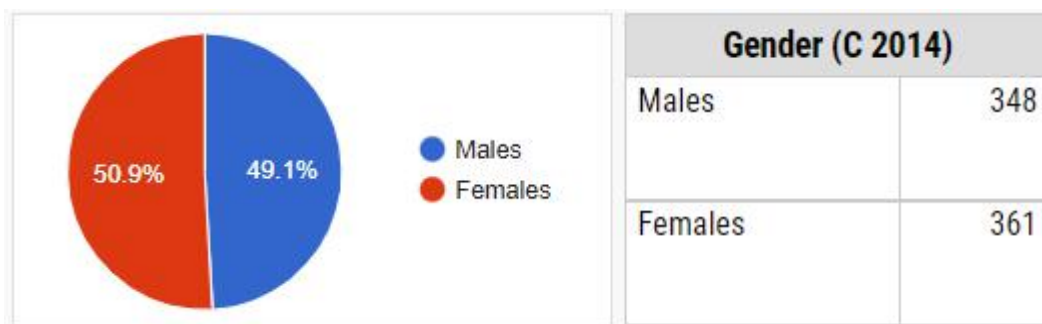 50.9%
49.1%
Males
Females
Gender (C 2014)
Males 348
Females 361